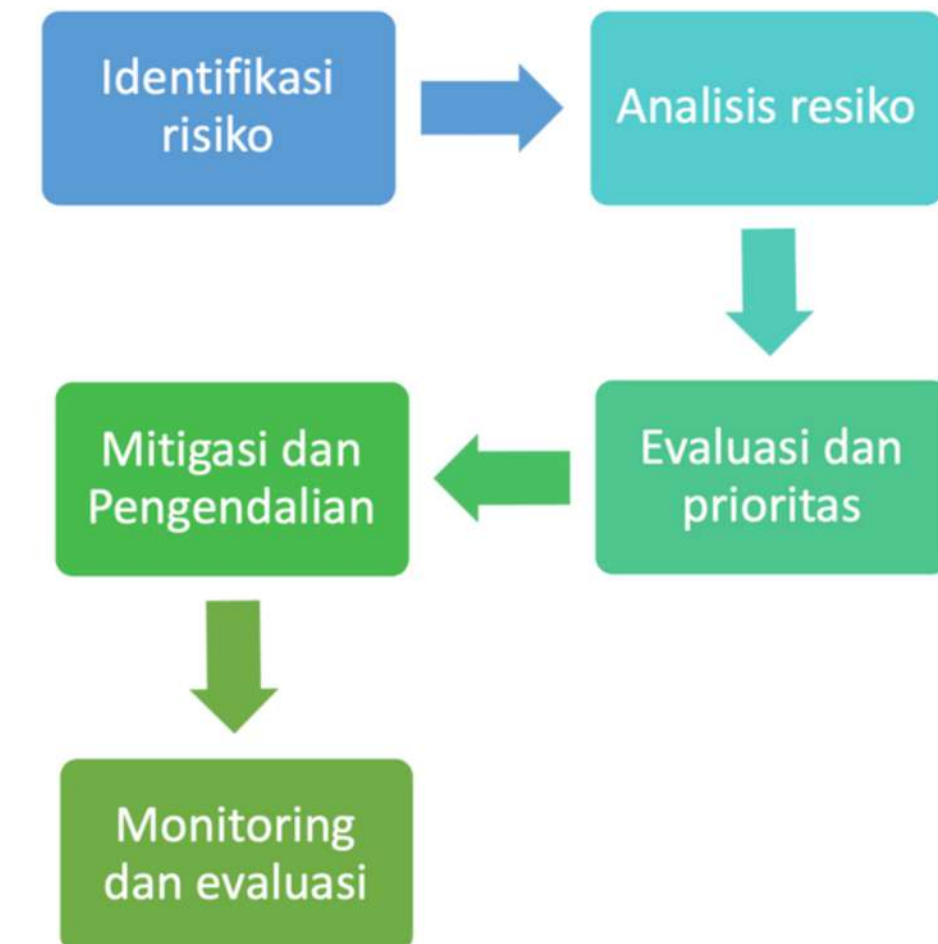 Identifikasi
risiko
Analisis resiko
Evaluasi dan
prioritas
Mitigasi dan
Pengendalian
Monitoring
dan evaluasi